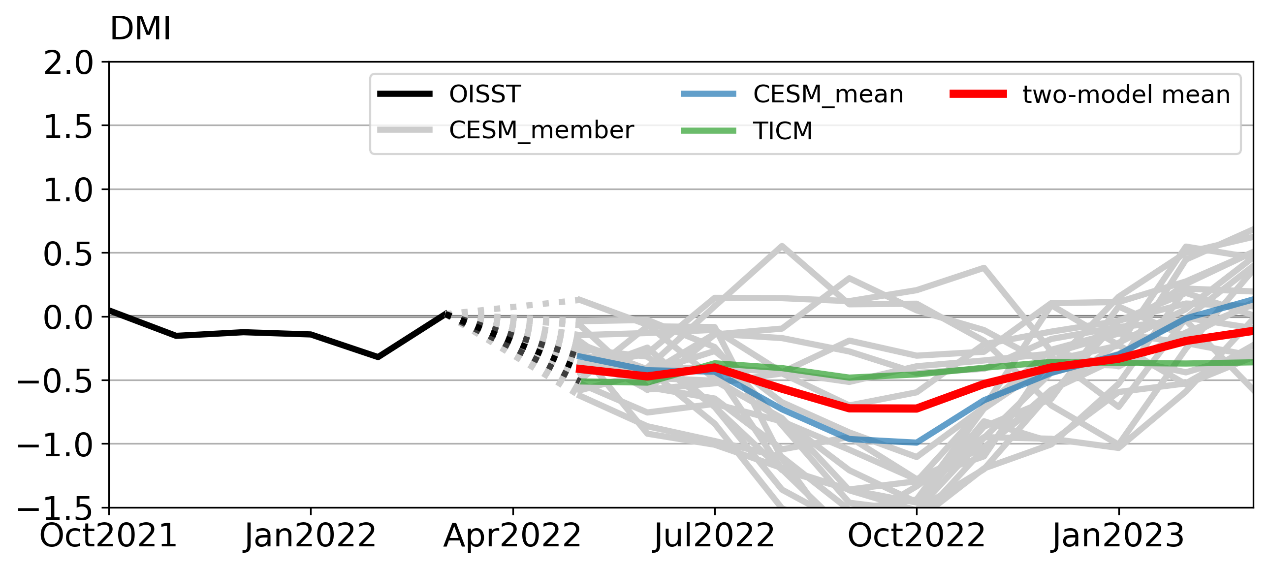 DMI
2.0
1.5
1.0
0.5
0.0
−0.5
−1.0
−1.5
OISST
CESM_member
CESM_mean
TICM
two-model mean
Oct2021 Jan2022 Apr2022 Jul2022 Oct2022 Jan2023